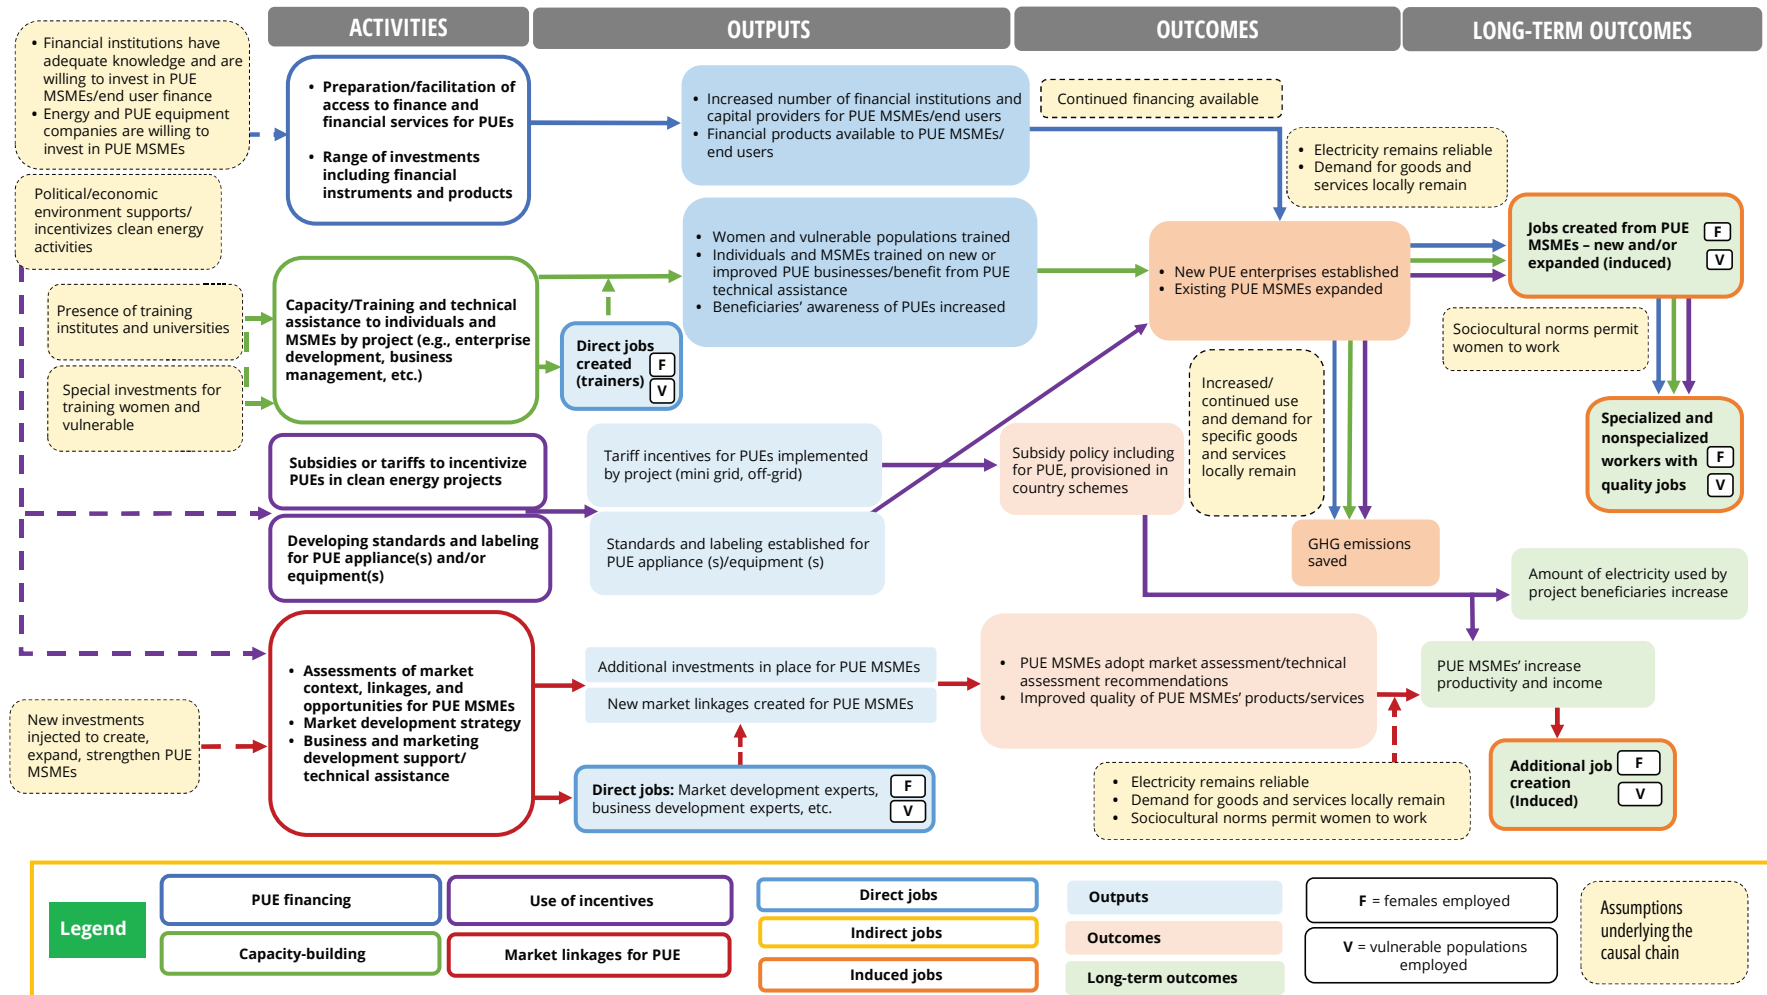 ACTIVITIES
OUTPUTS
OUTCOMES
LONG-TERM OUTCOMES
• Financial institutions have
adequate knowledge and are
willing to invest in PUE
MSMEs/end user finance
• Energy and PUE equipment
companies are willing to
invest in PUE MSMEs
Political/economic
environment supports/
incentivizes clean energy
activities
Presence of training
institutes and universities
Special investments for
training women and
vulnerable
New investments
injected to create,
expand, strengthen PUE
MSMEs
• Preparation/facilitation of
access to finance and
financial services for PUEs
• Range of investments
including financial
instruments and products
Capacity/Training and technical
assistance to individuals and
MSMEs by project (e.g., enterprise
development, business
management, etc.)
Subsidies or tariffs to incentivize
PUEs in clean energy projects
Developing standards and labeling
for PUE appliance(s) and/or
equipment(s)
• Assessments of market
context, linkages, and
opportunities for PUE MSMEs
• Market development strategy
• Business and marketing
development support/
technical assistance
• Increased number of financial institutions and
capital providers for PUE MSMEs/end users
• Financial products available to PUE MSMEs/
end users
• Women and vulnerable populations trained
• Individuals and MSMEs trained on new or
improved PUE businesses/benefit from PUE
technical assistance
• Beneficiaries' awareness of PUEs increased
Direct jobs
created
(trainers)
F
V
Tariff incentives for PUEs implemented
by project (mini grid, off-grid)
Standards and labeling established for
PUE appliance (s)/equipment (s)
Additional investments in place for PUE MSMEs
New market linkages created for PUE MSMEs
Direct jobs: Market development experts,
business development experts, etc.
F
V
Continued financing available
• Electricity remains reliable
• Demand for goods and
services locally remain
• New PUE enterprises established
• Existing PUE MSMEs expanded
Increased/
continued use
and demand for
specific goods
and services
locally remain
Subsidy policy including
for PUE, provisioned in
country schemes
GHG emissions
saved
• PUE MSMEs adopt market assessment/technical
assessment recommendations
• Improved quality of PUE MSMEs' products/services
• Electricity remains reliable
• Demand for goods and services locally remain
• Sociocultural norms permit women to work
Jobs created from PUE
MSMEs – new and/or
expanded (induced)
F
V
Sociocultural norms permit
women to work
Specialized and
nonspecialized
workers with
quality jobs
F
V
Amount of electricity used by
project beneficiaries increase
PUE MSMEs' increase
productivity and income
Additional job
creation
(Induced)
F
V
Legend
PUE financing
Capacity-building
Use of incentives
Market linkages for PUE
Direct jobs
Indirect jobs
Induced jobs
Outputs
Outcomes
Long-term outcomes
F = females employed
V = vulnerable populations
employed
Assumptions
underlying the
causal chain